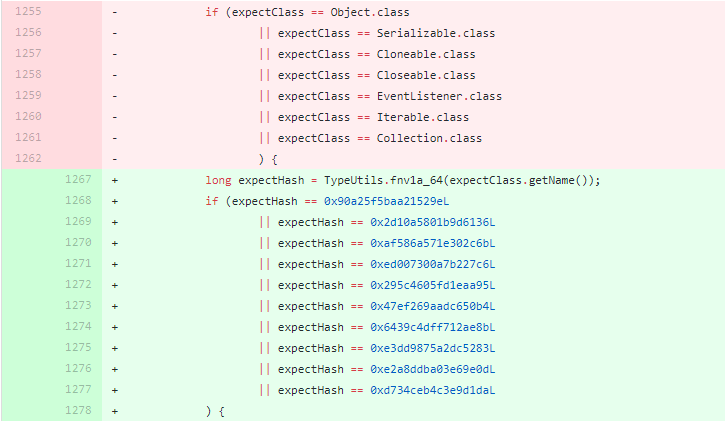 1255 - if (expectClass == Object.class
1256 - || expectClass == Serializable.class
1257 - || expectClass == Cloneable.class
1258 - || expectClass == Closeable.class
1259 - || expectClass == EventListener.class
1260 - || expectClass == Iterable.class
1261 - || expectClass == Collection.class
1262 - ) {
1267 + long expectHash = TypeUtils.fnv1a_64(expectClass.getName());
1268 + if (expectHash == 0x90a25f5baa21529eL
1269 + || expectHash == 0x2d10a5801b9d6136L
1270 + || expectHash == 0xaf586a571e302c6bL
1271 + || expectHash == 0xed007300a7b227c6L
1272 + || expectHash == 0x295c4605fd1eaa95L
1273 + || expectHash == 0x47ef269aadc650b4L
1274 + || expectHash == 0x6439c4dff712ae8bL
1275 + || expectHash == 0xe3dd9875a2dc5283L
1276 + || expectHash == 0xe2a8ddba03e69e0dL
1277 + || expectHash == 0xd734ceb4c3e9d1daL
1278 + ) {